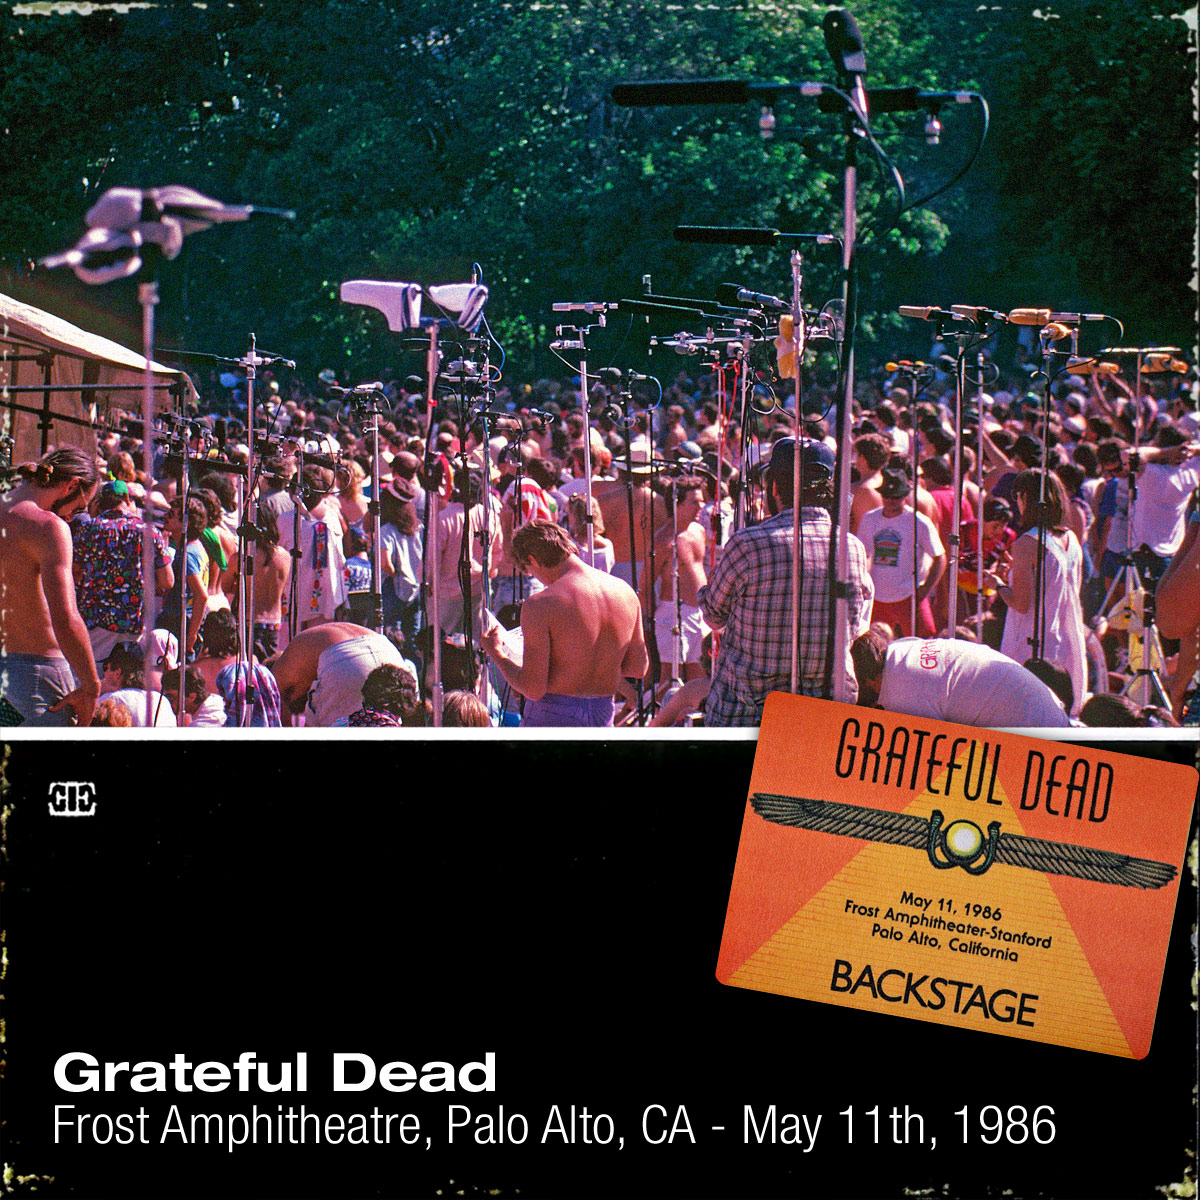 GRATEFUL DEAD
May 11, 1986
Frost Amphitheater-Stanford
Palo Alto, California
BACKSTAGE
Grateful Dead
Frost Amphitheatre, Palo Alto, CA - May 11th, 1986